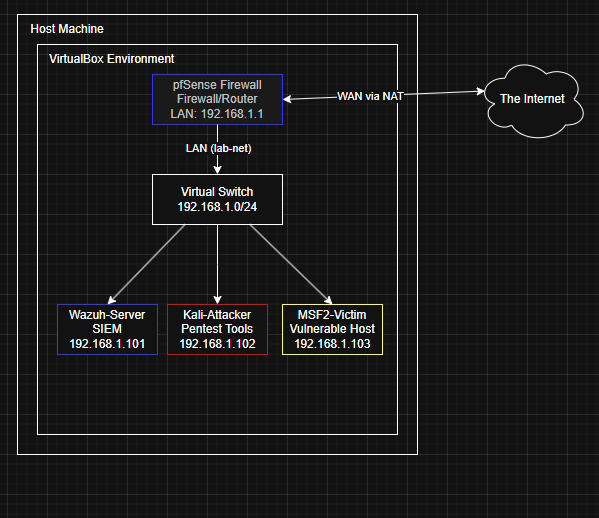 Host Machine
VirtualBox Environment
pfSense Firewall
Firewall/Router
LAN: 192.168.1.1
WAN via NAT
The Internet
LAN (lab-net)
Virtual Switch
192.168.1.0/24
Wazuh-Server
SIEM
192.168.1.101
Kali-Attacker
Pentest Tools
192.168.1.102
MSF2-Victim
Vulnerable Host
192.168.1.103